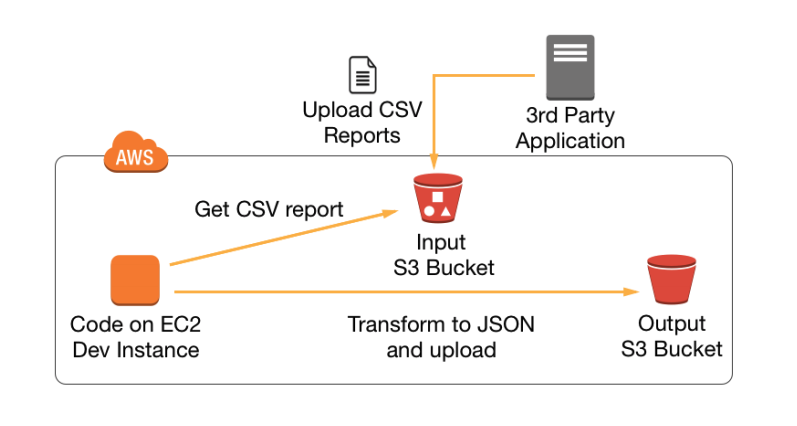 Upload CSV
Reports
3rd Party
Application
AWS
Get CSV report
Input
S3 Bucket
Code on EC2
Dev Instance
Transform to JSON
and upload
Output
S3 Bucket